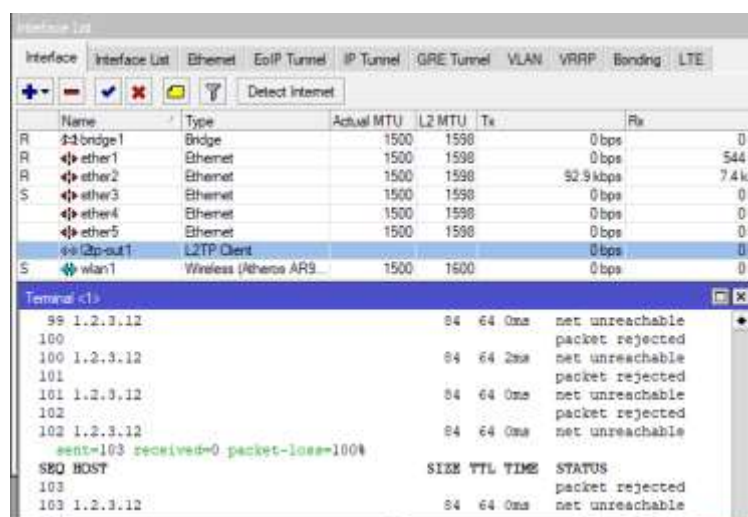 Interface List
Interface Interface List Ethernet EoIP Tunnel IP Tunnel GRE Tunnel VLAN VRRP Bonding LTE
Detect Internet
Name Type Actual MTU L2 MTU Tx Rx
R bridge1 Bridge 1500 1598 0 bps 0
R ether1 Ethernet 1500 1598 0 bps 544
R ether2 Ethernet 1500 1598 92.9 kbps 7.4 k
S ether3 Ethernet 1500 1598 0 bps 0
ether4 Ethernet 1500 1598 0 bps 0
ether5 Ethernet 1500 1598 0 bps 0
l2tp-out1 L2TP Client 0 bps 0
S wlan1 Wireless (Atheros AR9... 1500 1600 0 bps 0
Terminal <1>
99 1.2.3.12 84 64 0ms net unreachable
100 packet rejected
100 1.2.3.12 84 64 2ms net unreachable
101 packet rejected
101 1.2.3.12 84 64 0ms net unreachable
102 packet rejected
102 1.2.3.12 84 64 0ms net unreachable
sent=103 received=0 packet-loss=100%
SEQ HOST SIZE TTL TIME STATUS
103 packet rejected
103 1.2.3.12 84 64 0ms net unreachable